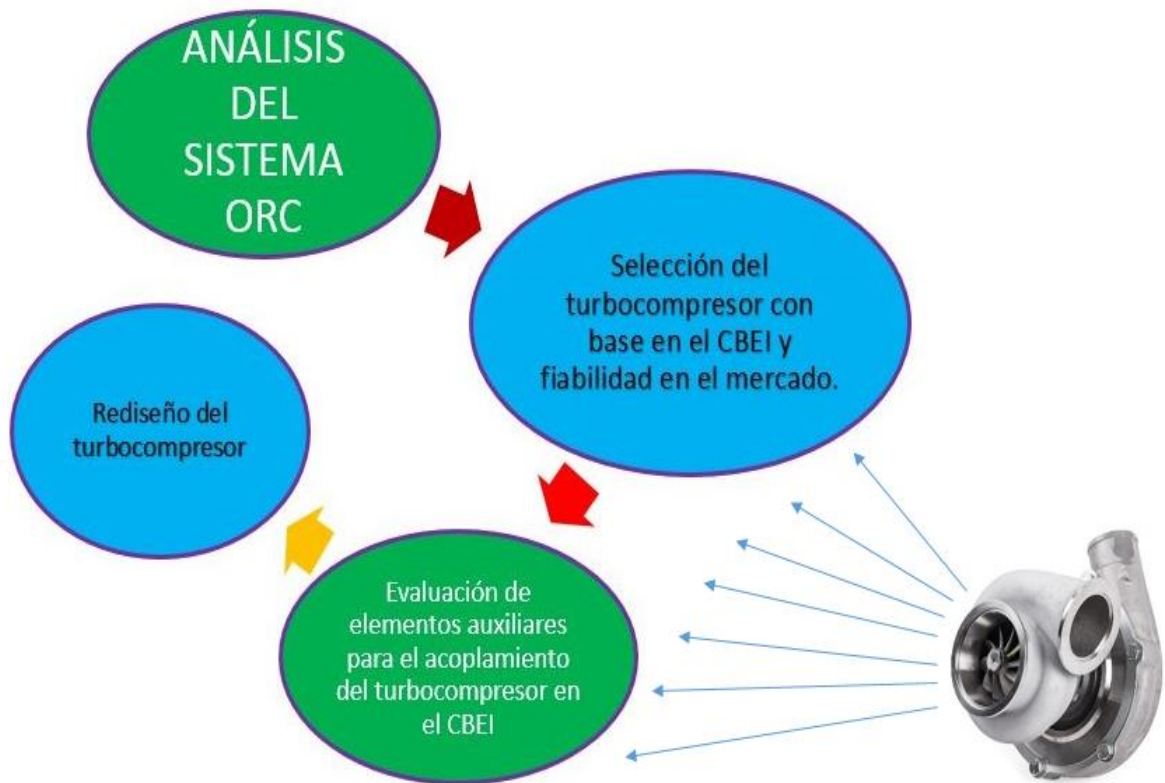 ANÁLISIS
DEL
SISTEMA
ORC
Selección del
turbocompresor con
base en el CBEI y
fiabilidad en el mercado.
Rediseño del
turbocompresor
Evaluación de
elementos auxiliares
para el acoplamiento
del turbocompresor en
el CBEI